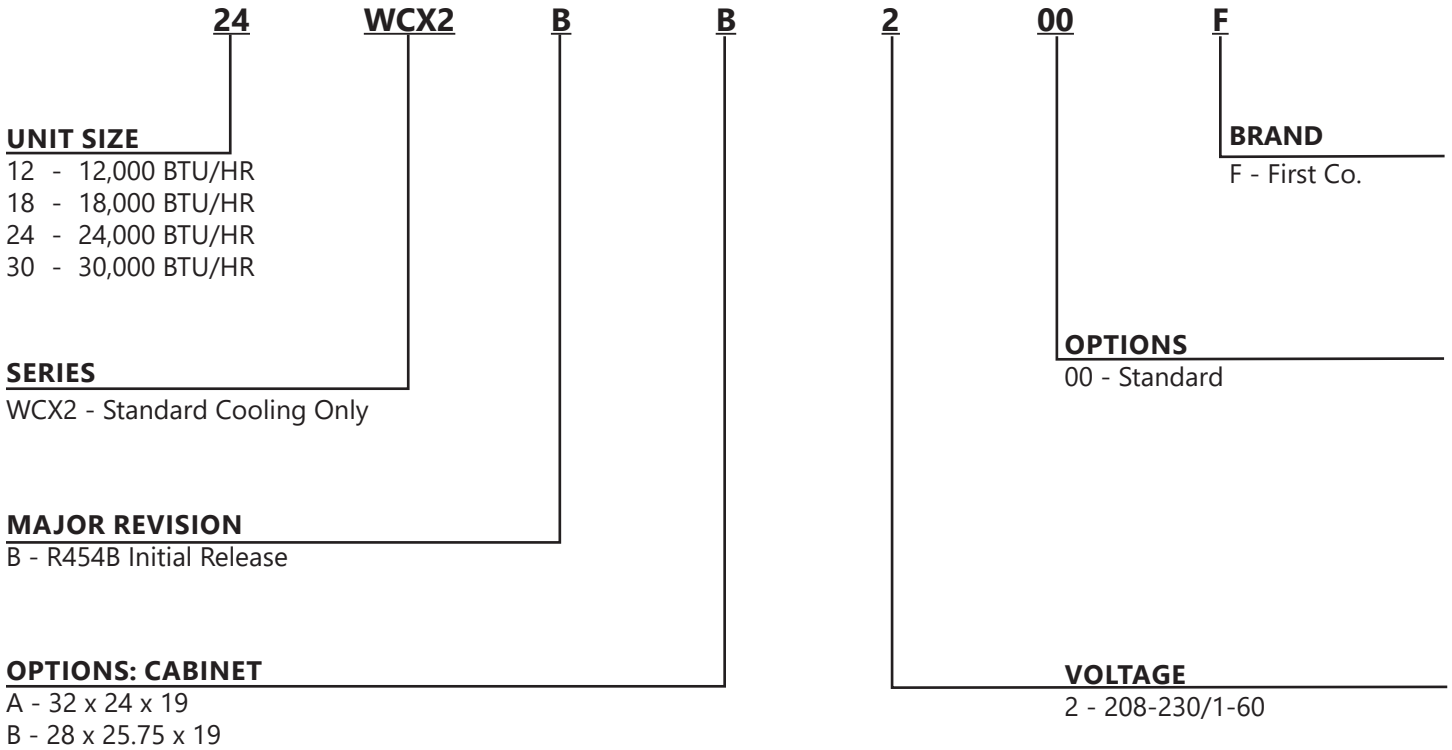 24 WCX2 B B 2 00 F
UNIT SIZE
12 - 12,000 BTU/HR
18 - 18,000 BTU/HR
24 - 24,000 BTU/HR
30 - 30,000 BTU/HR
BRAND
F - First Co.
SERIES
WCX2 - Standard Cooling Only
OPTIONS
00 - Standard
MAJOR REVISION
B - R454B Initial Release
OPTIONS: CABINET
A - 32 x 24 x 19
B - 28 x 25.75 x 19
VOLTAGE
2 - 208-230/1-60